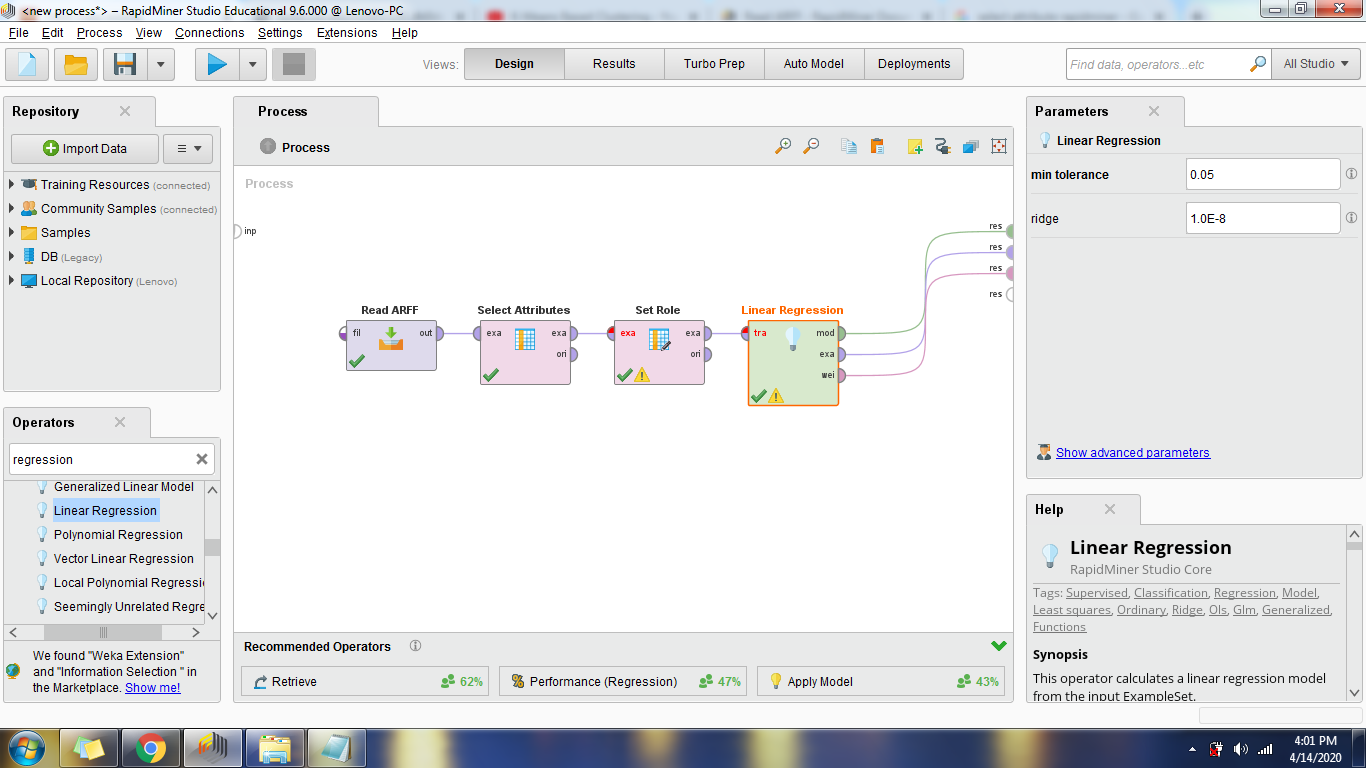 <new process*> – RapidMiner Studio Educational 9.6.000 @ Lenovo-PC
File Edit Process View Connections Settings Extensions Help
Views: Design Results Turbo Prep Auto Model Deployments
Find data, operators...etc
All Studio
Repository
Import Data
Training Resources (connected)
Community Samples (connected)
Samples
DB (Legacy)
Local Repository (Lenovo)
Operators
regression
Generalized Linear Model
Linear Regression
Polynomial Regression
Vector Linear Regression
Local Polynomial Regressio
Seemingly Unrelated Regre
We found "Weka Extension"
and "Information Selection " in
the Marketplace. Show me!
Process
Process
Process
inp
res
res
res
res
Read ARFF
fil out
Select Attributes
exa exa
ori
Set Role
exa exa
ori
Linear Regression
tra mod
exa
wei
Recommended Operators
Retrieve 62%
Performance (Regression) 47%
Apply Model 43%
Parameters
Linear Regression
min tolerance 0.05
ridge 1.0E-8
Show advanced parameters
Help
Linear Regression
RapidMiner Studio Core
Tags: Supervised, Classification, Regression, Model,
Least squares, Ordinary, Ridge, Ols, Glm, Generalized,
Functions
Synopsis
This operator calculates a linear regression model
from the input ExampleSet.
4:01 PM
4/14/2020